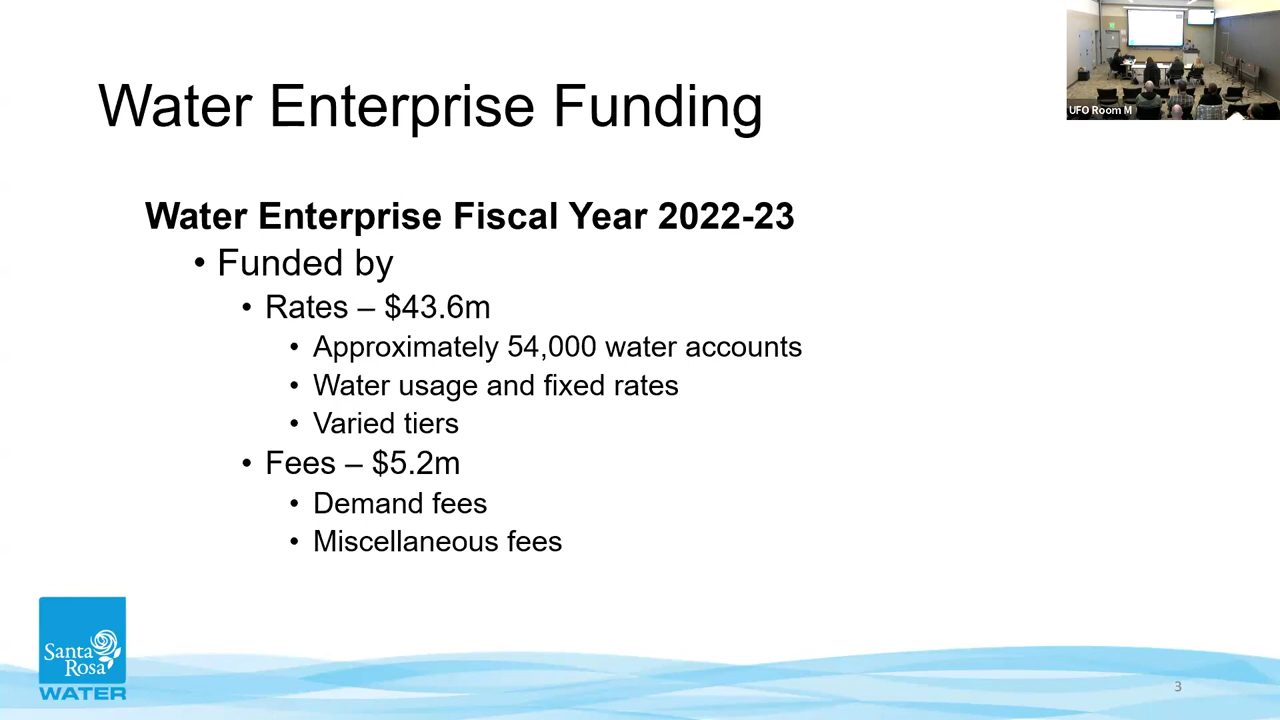 UFO Room M
Water Enterprise Funding
Water Enterprise Fiscal Year 2022-23
• Funded by
• Rates – $43.6m
• Approximately 54,000 water accounts
• Water usage and fixed rates
• Varied tiers
• Fees – $5.2m
• Demand fees
• Miscellaneous fees
Santa
Rosa
WATER
3